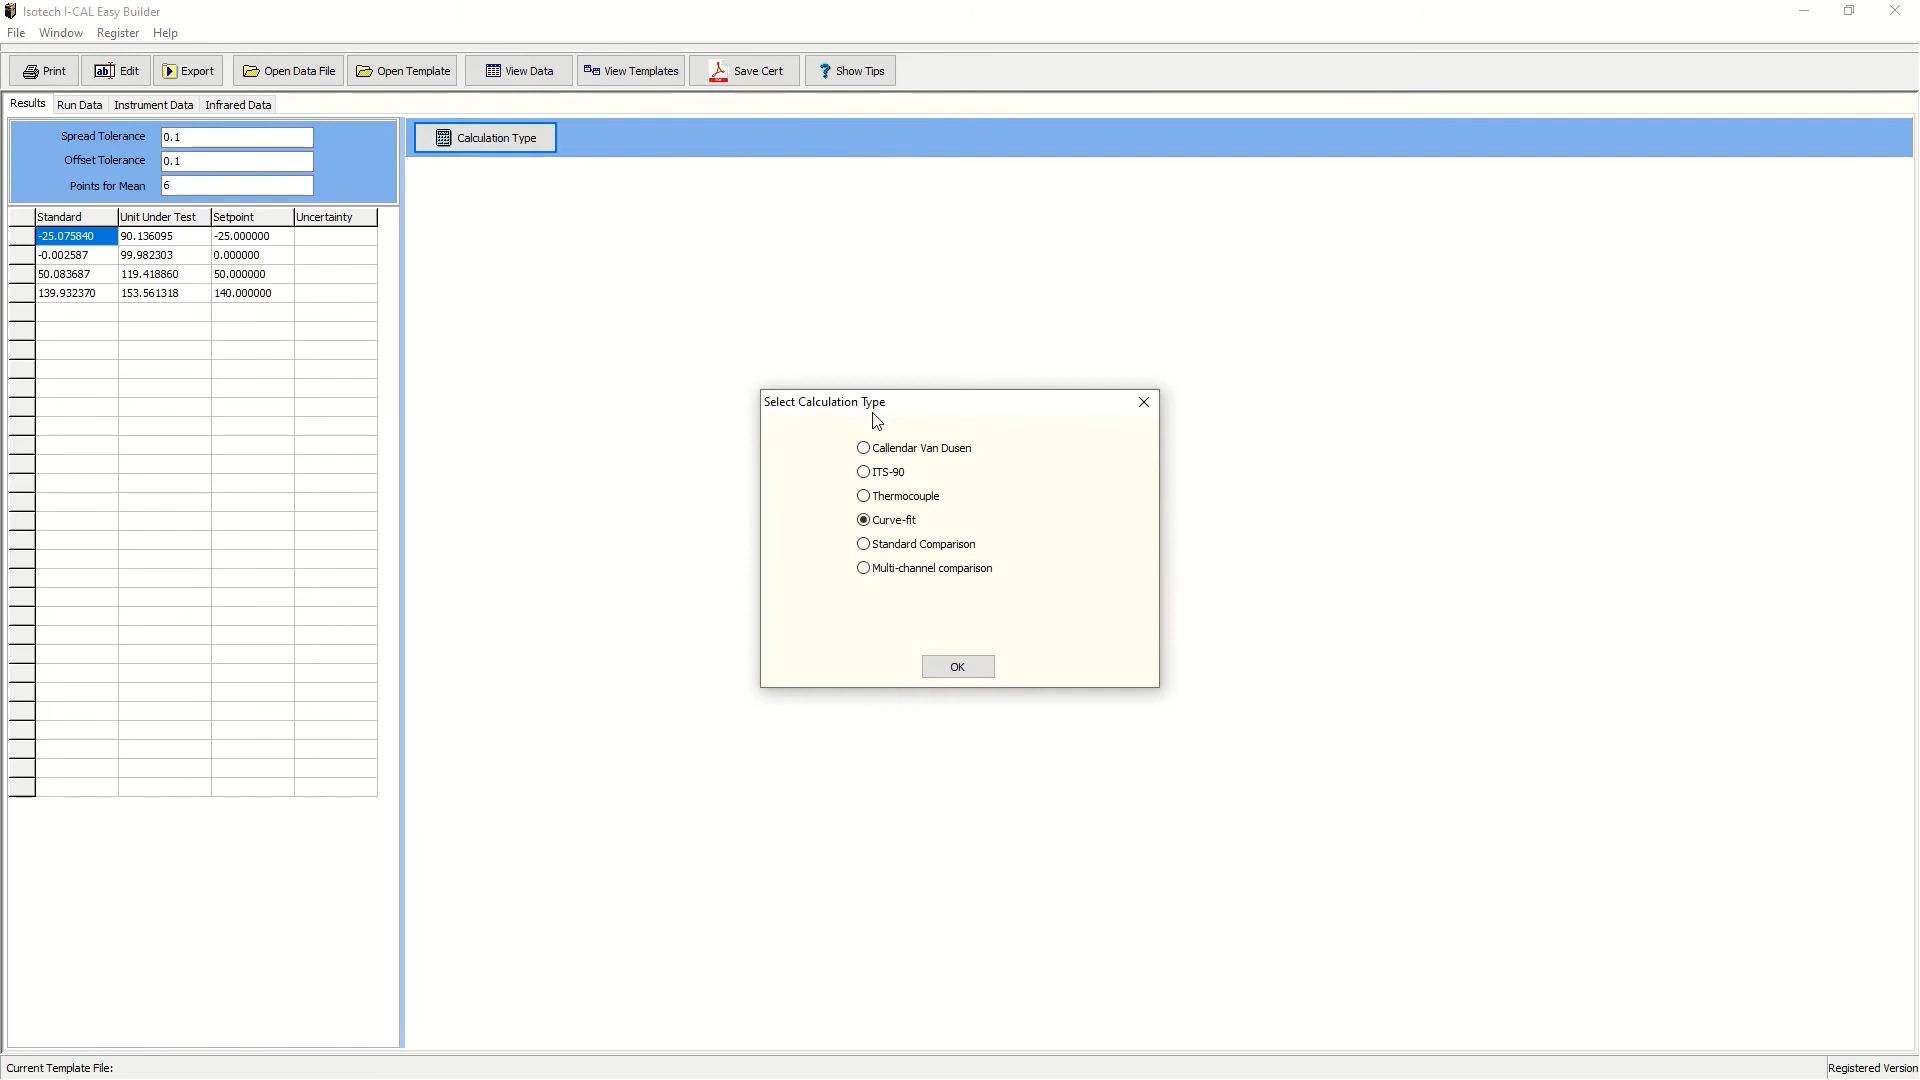 Isotech I-CAL Easy Builder
File Window Register Help
Print Edit Export Open Data File Open Template View Data View Templates Save Cert Show Tips
Results Run Data Instrument Data Infrared Data
Spread Tolerance 0.1
Offset Tolerance 0.1
Points for Mean 6
Calculation Type
Standard Unit Under Test Setpoint Uncertainty
-25.075840 90.136095 -25.000000
-0.002587 99.982303 0.000000
50.083687 119.418860 50.000000
139.932370 153.561318 140.000000
Select Calculation Type
Callendar Van Dusen
ITS-90
Thermocouple
Curve-fit
Standard Comparison
Multi-channel comparison
OK
Current Template File:
Registered Version